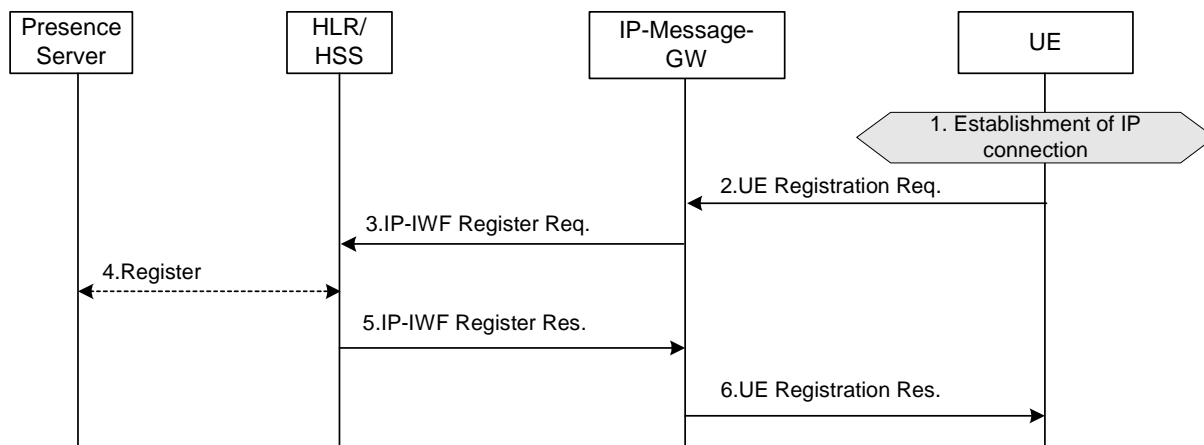 Presence
Server
HLR/
HSS
IP-Message-
GW
UE
1. Establishment of IP
connection
2.UE Registration Req.
3.IP-IWF Register Req.
4.Register
5.IP-IWF Register Res.
6.UE Registration Res.